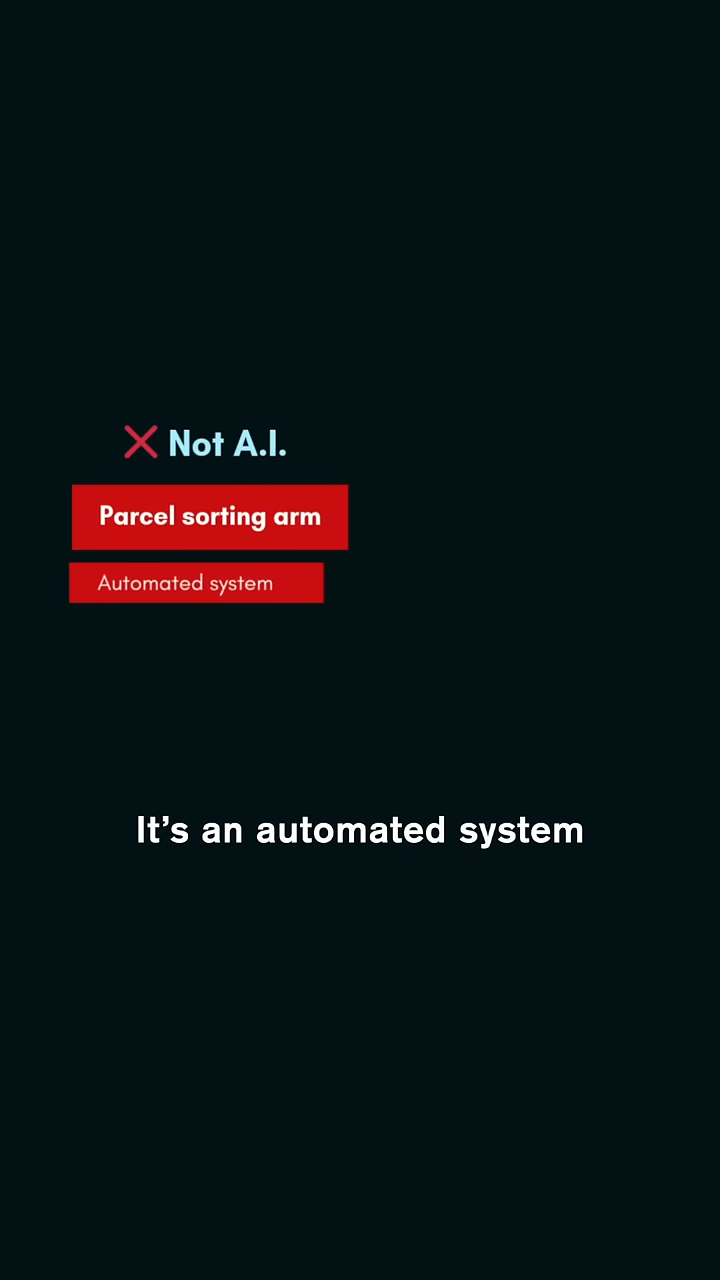 ❌ Not A.I.
Parcel sorting arm
Automated system
It’s an automated system